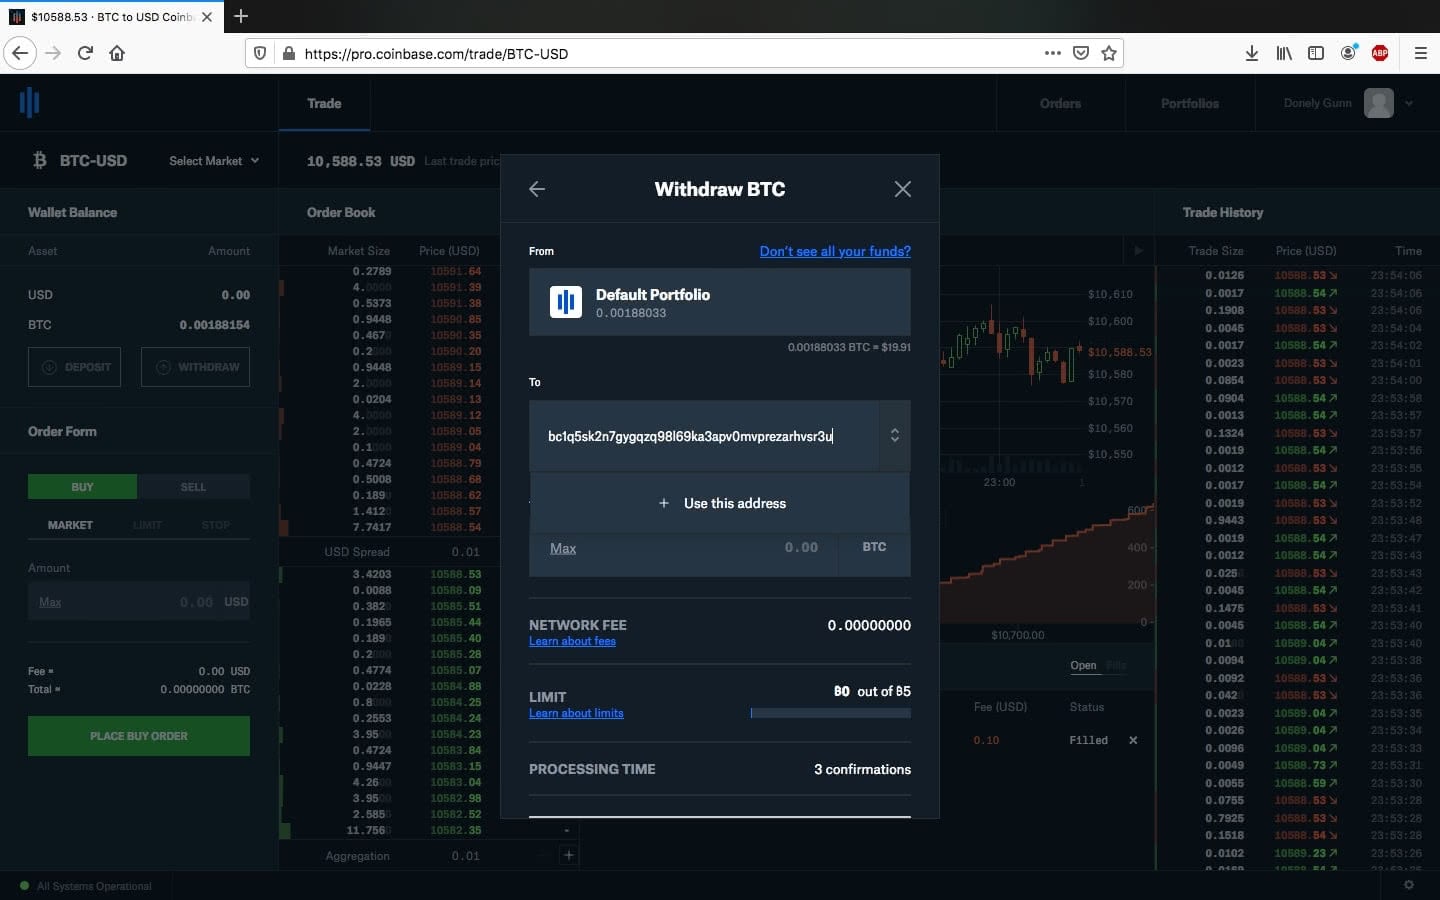 $10588.53 · BTC to USD Coinb
https://pro.coinbase.com/trade/BTC-USD
ABP
Trade
Orders
Portfolios
Donely Gunn
BTC-USD
Select Market
10,588.53 USD Last trade pric
Withdraw BTC
Wallet Balance
Order Book
Trade History
Asset Amount
USD 0.00
BTC 0.00188154
DEPOSIT
WITHDRAW
Order Form
BUY
SELL
MARKET
LIMIT
STOP
Amount
Max 0.00 USD
Fee ≈ 0.00 USD
Total ≈ 0.00000000 BTC
PLACE BUY ORDER
All Systems Operational
Market Size Price (USD)
0.2789 10591.64
4.0000 10591.39
0.5373 10591.38
0.9448 10590.85
0.4670 10590.35
0.2000 10590.20
0.9448 10589.15
2.0000 10589.14
0.0204 10589.13
4.0000 10589.12
2.0000 10589.05
0.1000 10589.04
0.4724 10588.79
0.5008 10588.68
0.1890 10588.62
1.4120 10588.57
7.7417 10588.54
USD Spread 0.01
3.4203 10588.53
0.0088 10588.09
0.3820 10585.51
0.1965 10585.44
0.1890 10585.40
0.2000 10585.28
0.4774 10585.07
0.0228 10584.88
0.8000 10584.25
0.2553 10584.24
3.9500 10584.23
0.4724 10583.84
0.9447 10583.15
4.2600 10583.04
3.9500 10582.98
2.5850 10582.52
11.7560 10582.35
-
Aggregation 0.01
+
From
Don't see all your funds?
Default Portfolio
0.00188033
0.00188033 BTC = $19.91
To
bc1q5sk2n7gygqzq98l69ka3apv0mvprezarhvsr3u
+ Use this address
Max 0.00 BTC
NETWORK FEE 0.00000000
Learn about fees
LIMIT ₿0 out of ₿5
Learn about limits
PROCESSING TIME 3 confirmations
$10,610
$10,600
$10,588.53
$10,580
$10,570
$10,560
$10,550
23:00
1
600
400
200
0
$10,700.00
Open Fills
Fee (USD) Status
0.10 Filled
Trade Size Price (USD) Time
0.0126 10588.53 ↘ 23:54:06
0.0017 10588.54 ↗ 23:54:06
0.1908 10588.53 ↘ 23:54:06
0.0045 10588.53 ↘ 23:54:04
0.0017 10588.54 ↗ 23:54:02
0.0023 10588.53 ↘ 23:54:01
0.0854 10588.53 ↘ 23:54:00
0.0904 10588.54 ↗ 23:53:58
0.0013 10588.54 ↗ 23:53:57
0.1324 10588.53 ↘ 23:53:57
0.0019 10588.54 ↗ 23:53:56
0.0012 10588.53 ↘ 23:53:55
0.0017 10588.54 ↗ 23:53:54
0.0019 10588.53 ↘ 23:53:52
0.9443 10588.53 ↘ 23:53:48
0.0019 10588.54 ↗ 23:53:47
0.0012 10588.54 ↗ 23:53:43
0.0250 10588.53 ↘ 23:53:43
0.0045 10588.54 ↗ 23:53:42
0.1475 10588.53 ↘ 23:53:41
0.0045 10588.54 ↗ 23:53:40
0.0100 10589.04 ↗ 23:53:40
0.0094 10589.04 ↗ 23:53:38
0.0092 10588.53 ↘ 23:53:36
0.0420 10588.53 ↘ 23:53:36
0.0023 10589.04 ↗ 23:53:35
0.0026 10589.04 ↗ 23:53:34
0.0096 10589.04 ↗ 23:53:33
0.0049 10588.73 ↗ 23:53:31
0.0055 10588.59 ↗ 23:53:30
0.0755 10588.53 ↘ 23:53:28
0.7925 10588.53 ↘ 23:53:28
0.1518 10588.54 ↘ 23:53:28
0.0102 10589.23 ↗ 23:53:26